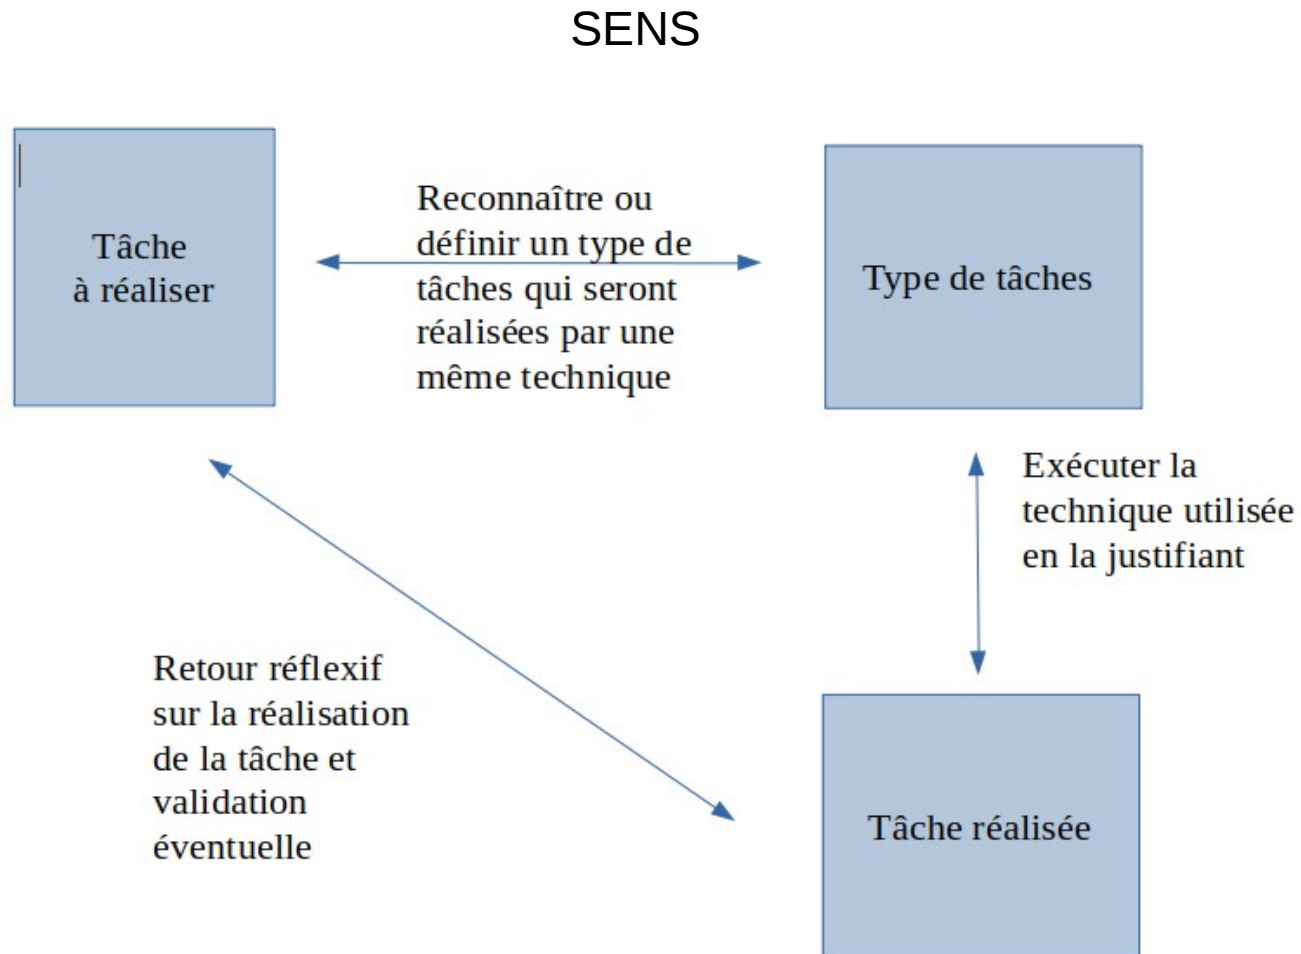 SENS
Tâche
à réaliser
Reconnaître ou
définir un type de
tâches qui seront
réalisées par une
même technique
Type de tâches
Exécuter la
technique utilisée
en la justifiant
Retour réflexif
sur la réalisation
de la tâche et
validation
éventuelle
Tâche réalisée